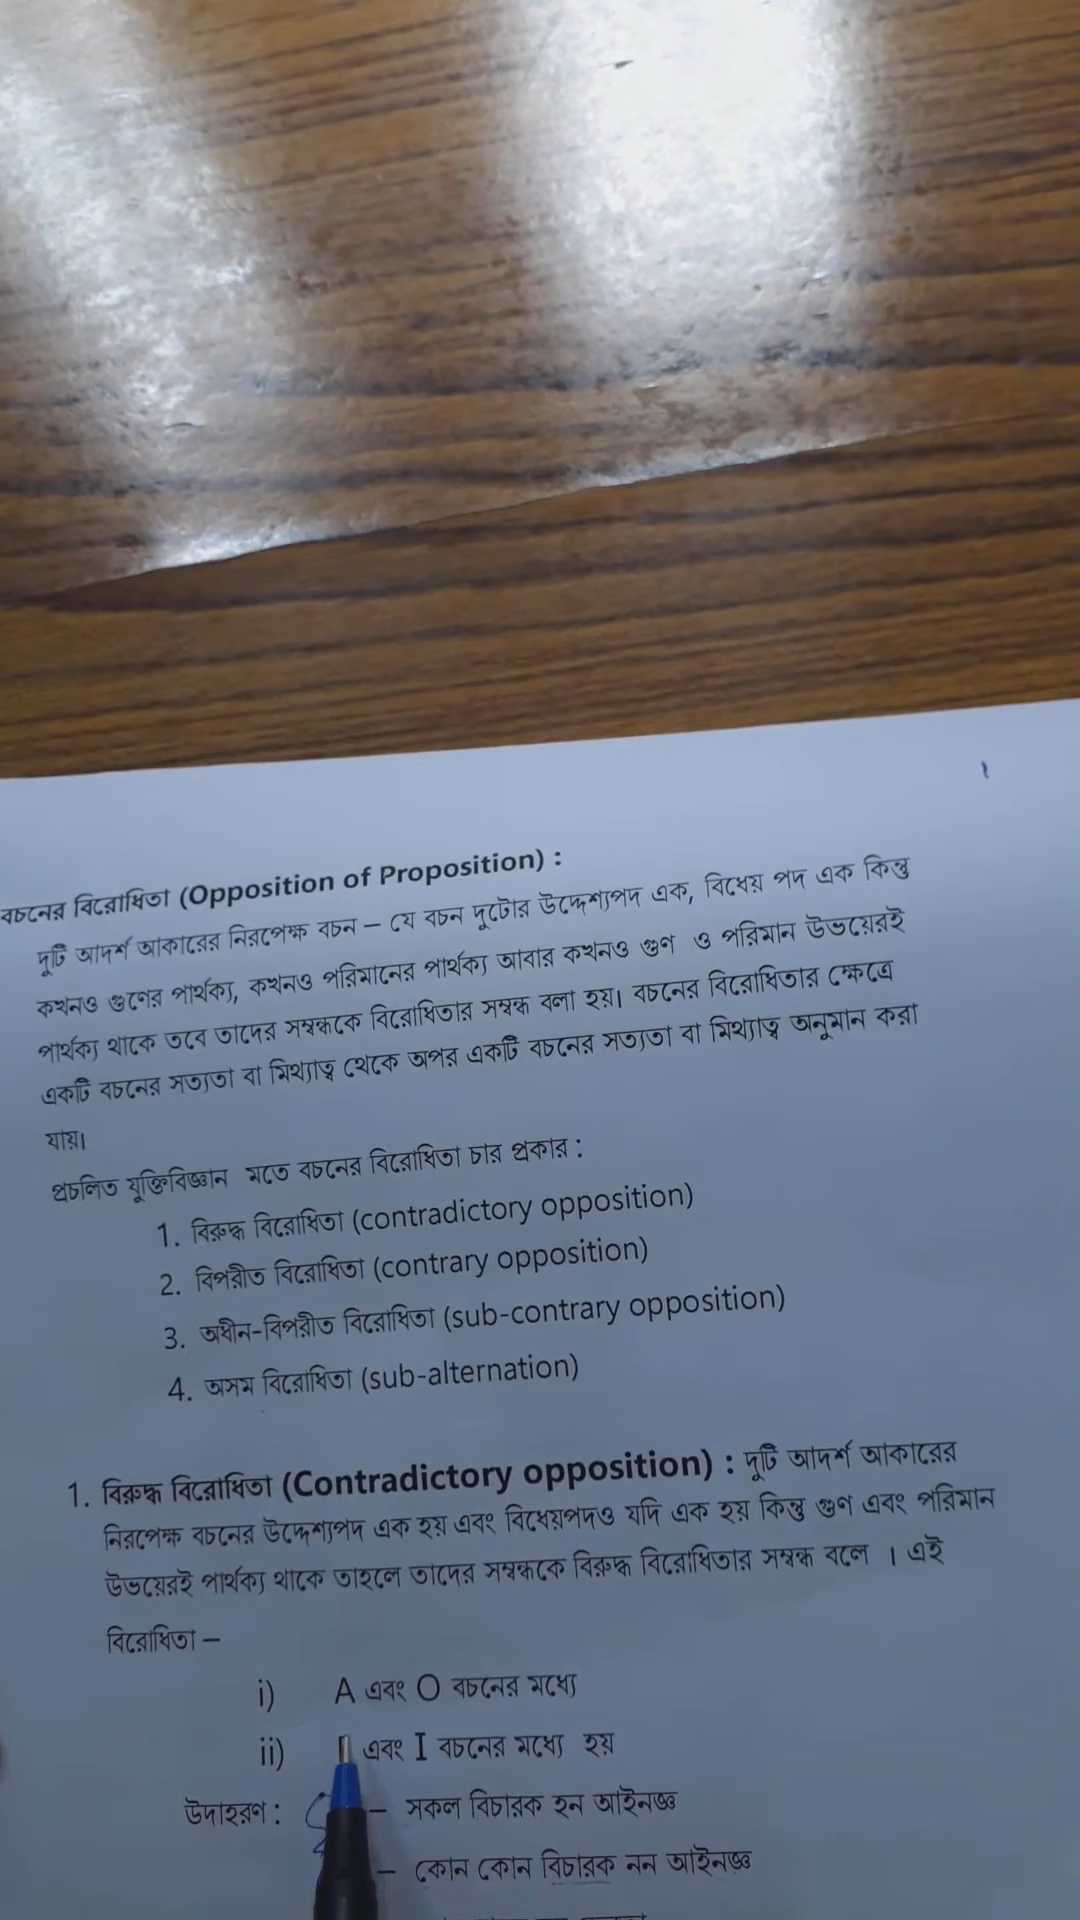 বচনের বিরোধিতা (Opposition of Proposition) :
দুটি আদর্শ আকারের নিরপেক্ষ বচন – যে বচন দুটোর উদ্দেশ্যপদ এক, বিধেয় পদ এক কিন্তু
কখনও গুণের পার্থক্য, কখনও পরিমানের পার্থক্য আবার কখনও গুণ ও পরিমান উভয়েরই
পার্থক্য থাকে তবে তাদের সম্বন্ধকে বিরোধিতার সম্বন্ধ বলা হয়। বচনের বিরোধিতার ক্ষেত্রে
একটি বচনের সত্যতা বা মিথ্যাত্ব থেকে অপর একটি বচনের সত্যতা বা মিথ্যাত্ব অনুমান করা
যায়।
প্রচলিত যুক্তিবিজ্ঞান মতে বচনের বিরোধিতা চার প্রকার :
1. বিরুদ্ধ বিরোধিতা (contradictory opposition)
2. বিপরীত বিরোধিতা (contrary opposition)
3. অধীন-বিপরীত বিরোধিতা (sub-contrary opposition)
4. অসম বিরোধিতা (sub-alternation)
1. বিরুদ্ধ বিরোধিতা (Contradictory opposition) : দুটি আদর্শ আকারের
নিরপেক্ষ বচনের উদ্দেশ্যপদ এক হয় এবং বিধেয়পদও যদি এক হয় কিন্তু গুণ এবং পরিমান
উভয়েরই পার্থক্য থাকে তাহলে তাদের সম্বন্ধকে বিরুদ্ধ বিরোধিতার সম্বন্ধ বলে । এই
বিরোধিতা –
i) A এবং O বচনের মধ্যে
ii) এবং I বচনের মধ্যে হয়
উদাহরণ : – সকল বিচারক হন আইনজ্ঞ
– কোন কোন বিচারক নন আইনজ্ঞ